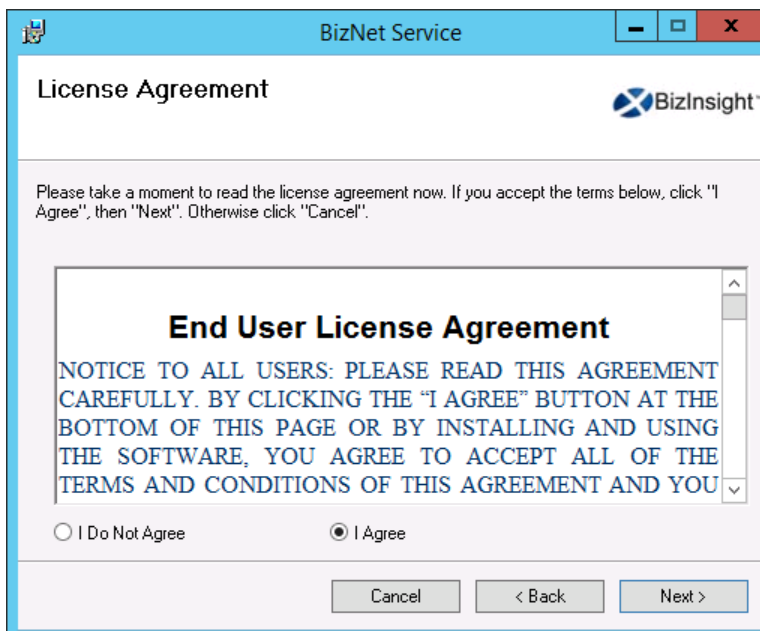 BizNet Service
License Agreement
BizInsight
Please take a moment to read the license agreement now. If you accept the terms below, click "I
Agree", then "Next". Otherwise click "Cancel".
End User License Agreement
NOTICE TO ALL USERS: PLEASE READ THIS AGREEMENT
CAREFULLY. BY CLICKING THE “I AGREE” BUTTON AT THE
BOTTOM OF THIS PAGE OR BY INSTALLING AND USING
THE SOFTWARE, YOU AGREE TO ACCEPT ALL OF THE
TERMS AND CONDITIONS OF THIS AGREEMENT AND YOU
I Do Not Agree
I Agree
Cancel
< Back
Next >